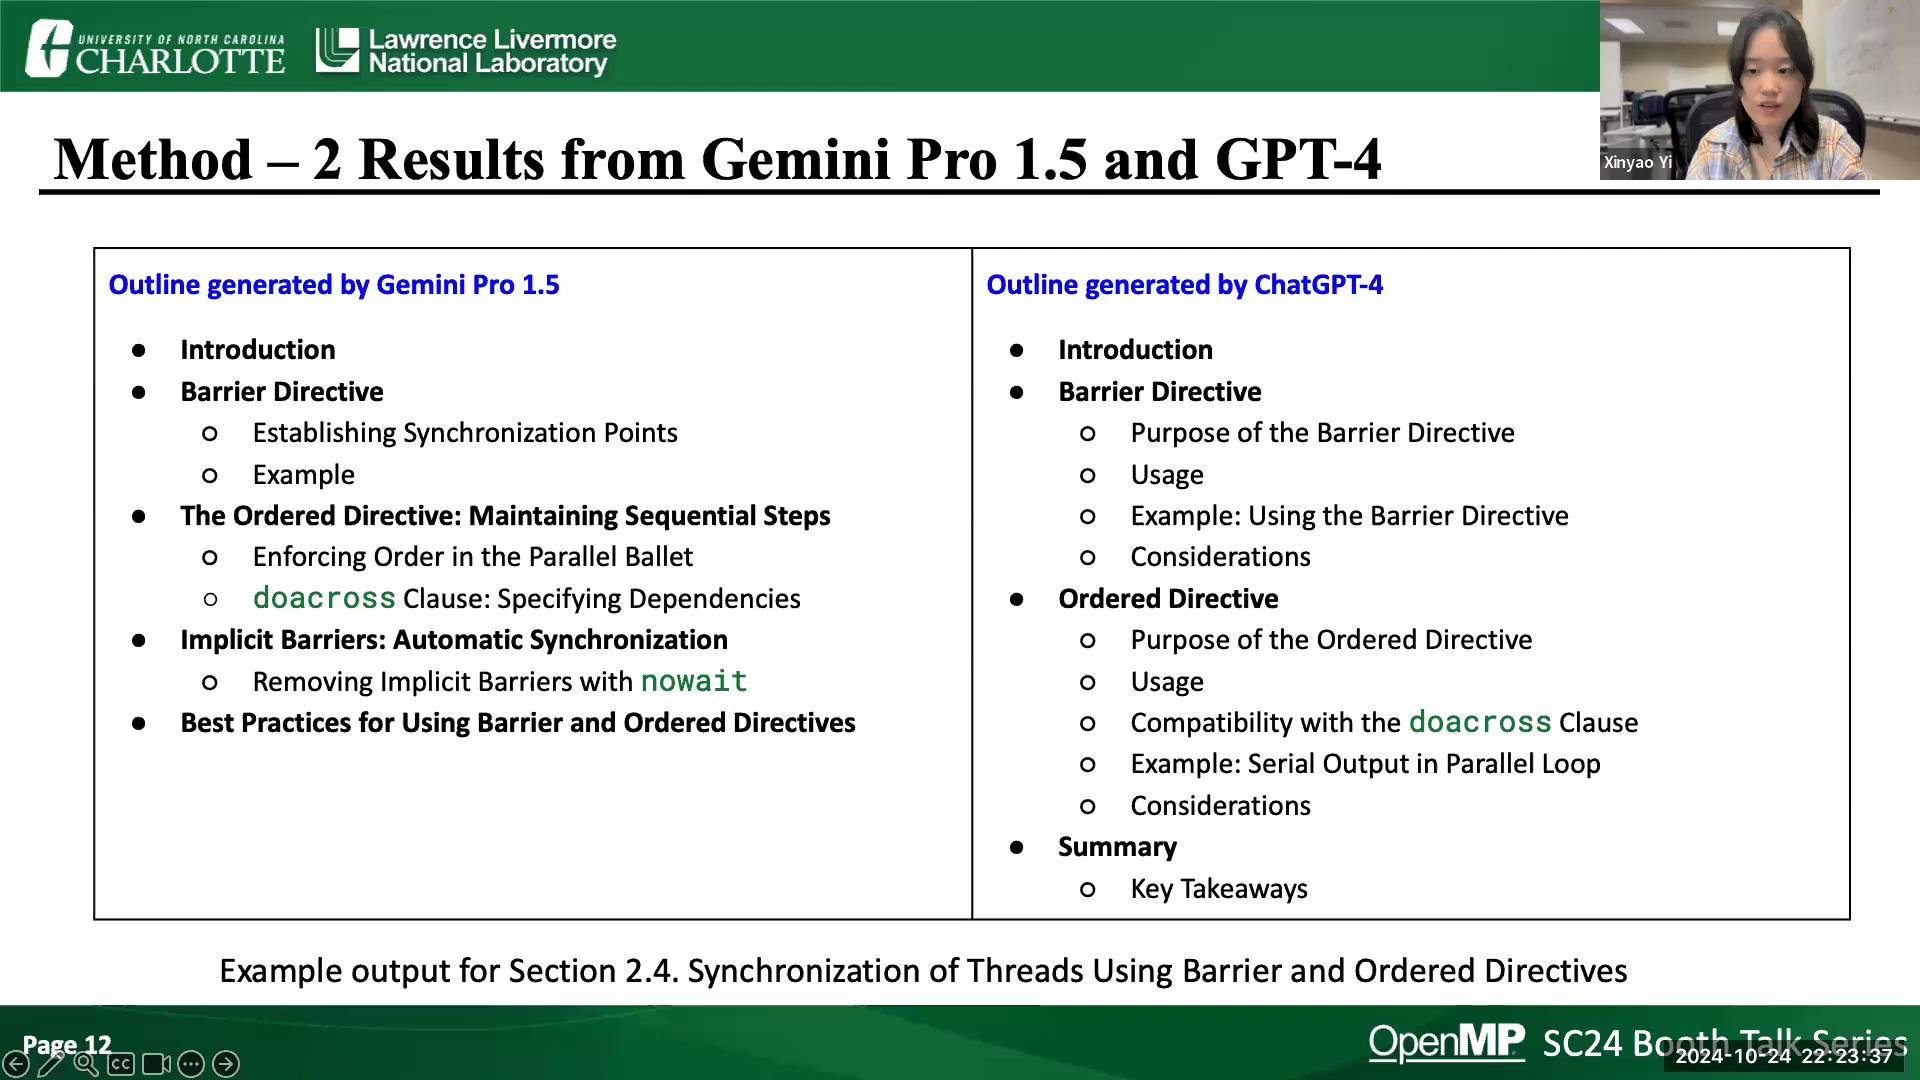 UNIVERSITY OF NORTH CAROLINA
CHARLOTTE
Lawrence Livermore
National Laboratory
Xinyao Yi
Method – 2 Results from Gemini Pro 1.5 and GPT-4
Outline generated by Gemini Pro 1.5
● Introduction
● Barrier Directive
○ Establishing Synchronization Points
○ Example
● The Ordered Directive: Maintaining Sequential Steps
○ Enforcing Order in the Parallel Ballet
○ doacross Clause: Specifying Dependencies
● Implicit Barriers: Automatic Synchronization
○ Removing Implicit Barriers with nowait
● Best Practices for Using Barrier and Ordered Directives
Outline generated by ChatGPT-4
● Introduction
● Barrier Directive
○ Purpose of the Barrier Directive
○ Usage
○ Example: Using the Barrier Directive
○ Considerations
● Ordered Directive
○ Purpose of the Ordered Directive
○ Usage
○ Compatibility with the doacross Clause
○ Example: Serial Output in Parallel Loop
○ Considerations
● Summary
○ Key Takeaways
Example output for Section 2.4. Synchronization of Threads Using Barrier and Ordered Directives
Page 12
CC
OpenMP SC24 Booth Talk Series
2024-10-24 22:23:37